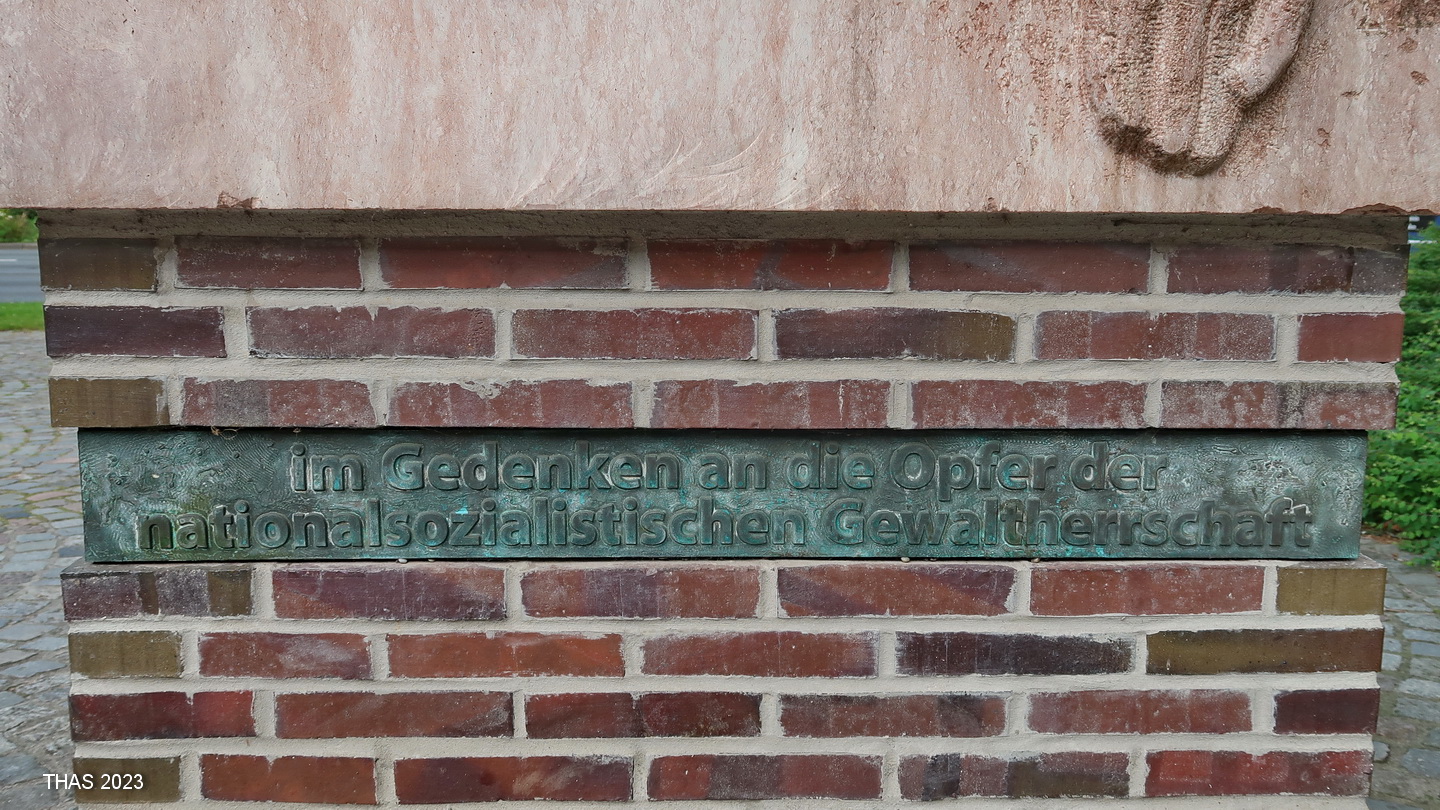 im Gedenken an die Opfer der
nationalsozialistischen Gewaltherrschaft
THAS 2023